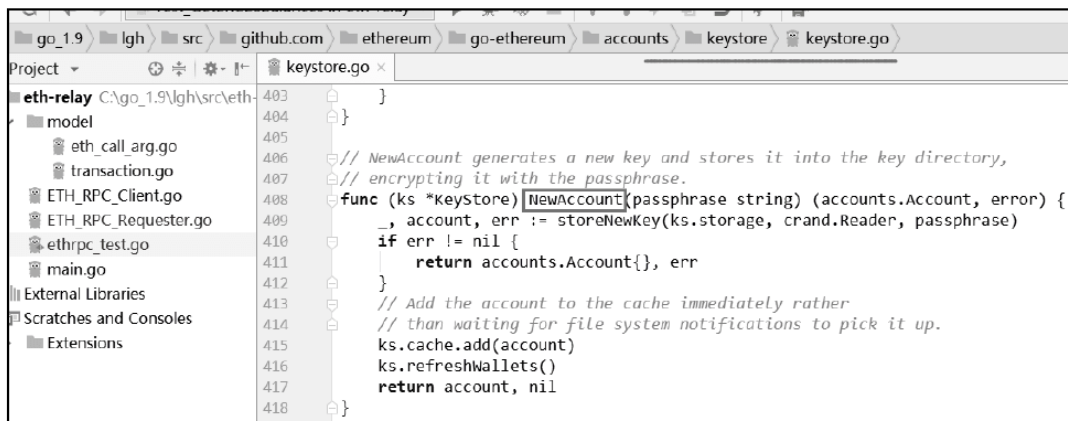 go_1.9 lgh src github.com ethereum go-ethereum accounts keystore keystore.go
Project
keystore.go ×
eth-relay C:\go_1.9\lgh\src\eth-
model
eth_call_arg.go
transaction.go
ETH_RPC_Client.go
ETH_RPC_Requester.go
ethrpc_test.go
main.go
External Libraries
Scratches and Consoles
Extensions
403 }
404 }
405
406 // NewAccount generates a new key and stores it into the key directory,
407 // encrypting it with the passphrase.
408 func (ks *KeyStore) NewAccount(passphrase string) (accounts.Account, error) {
409 _, account, err := storeNewKey(ks.storage, crand.Reader, passphrase)
410 if err != nil {
411 return accounts.Account{}, err
412 }
413 // Add the account to the cache immediately rather
414 // than waiting for file system notifications to pick it up.
415 ks.cache.add(account)
416 ks.refreshWallets()
417 return account, nil
418 }